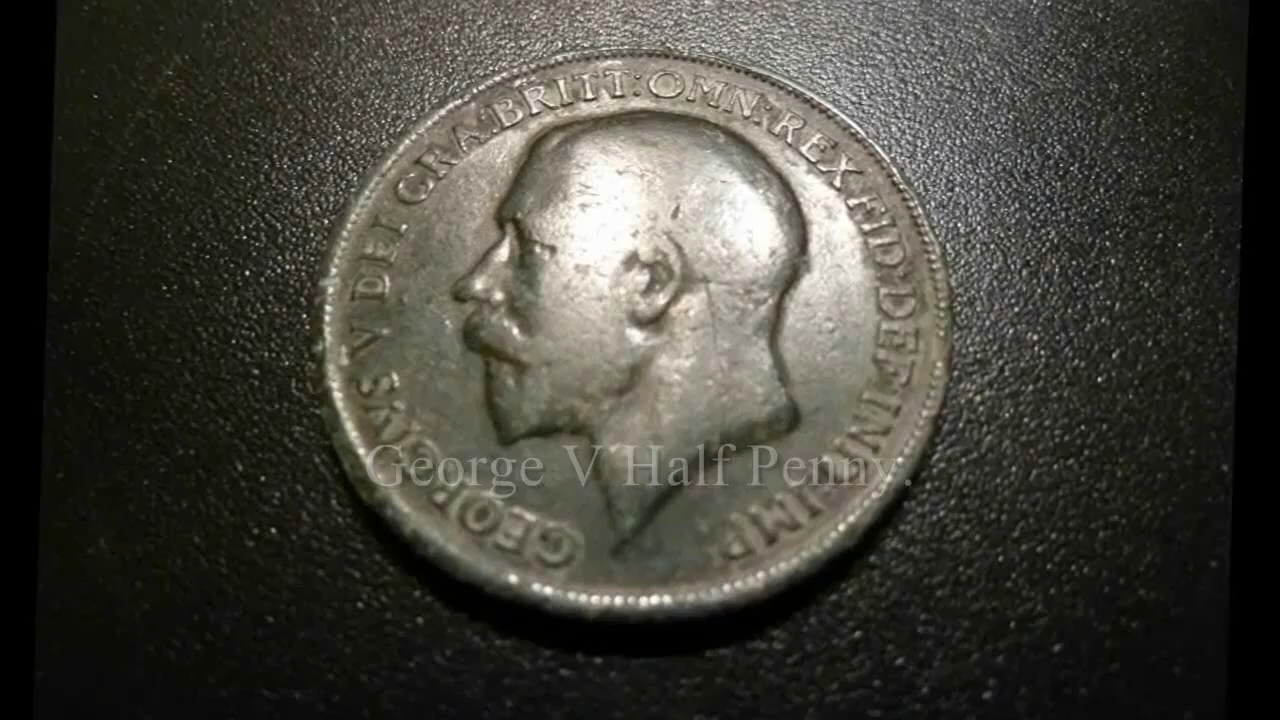 GEORGIVS V DEI GRA:BRITT:OMN:REX FID:DEF:IND:IMP:
George V Half Penny .